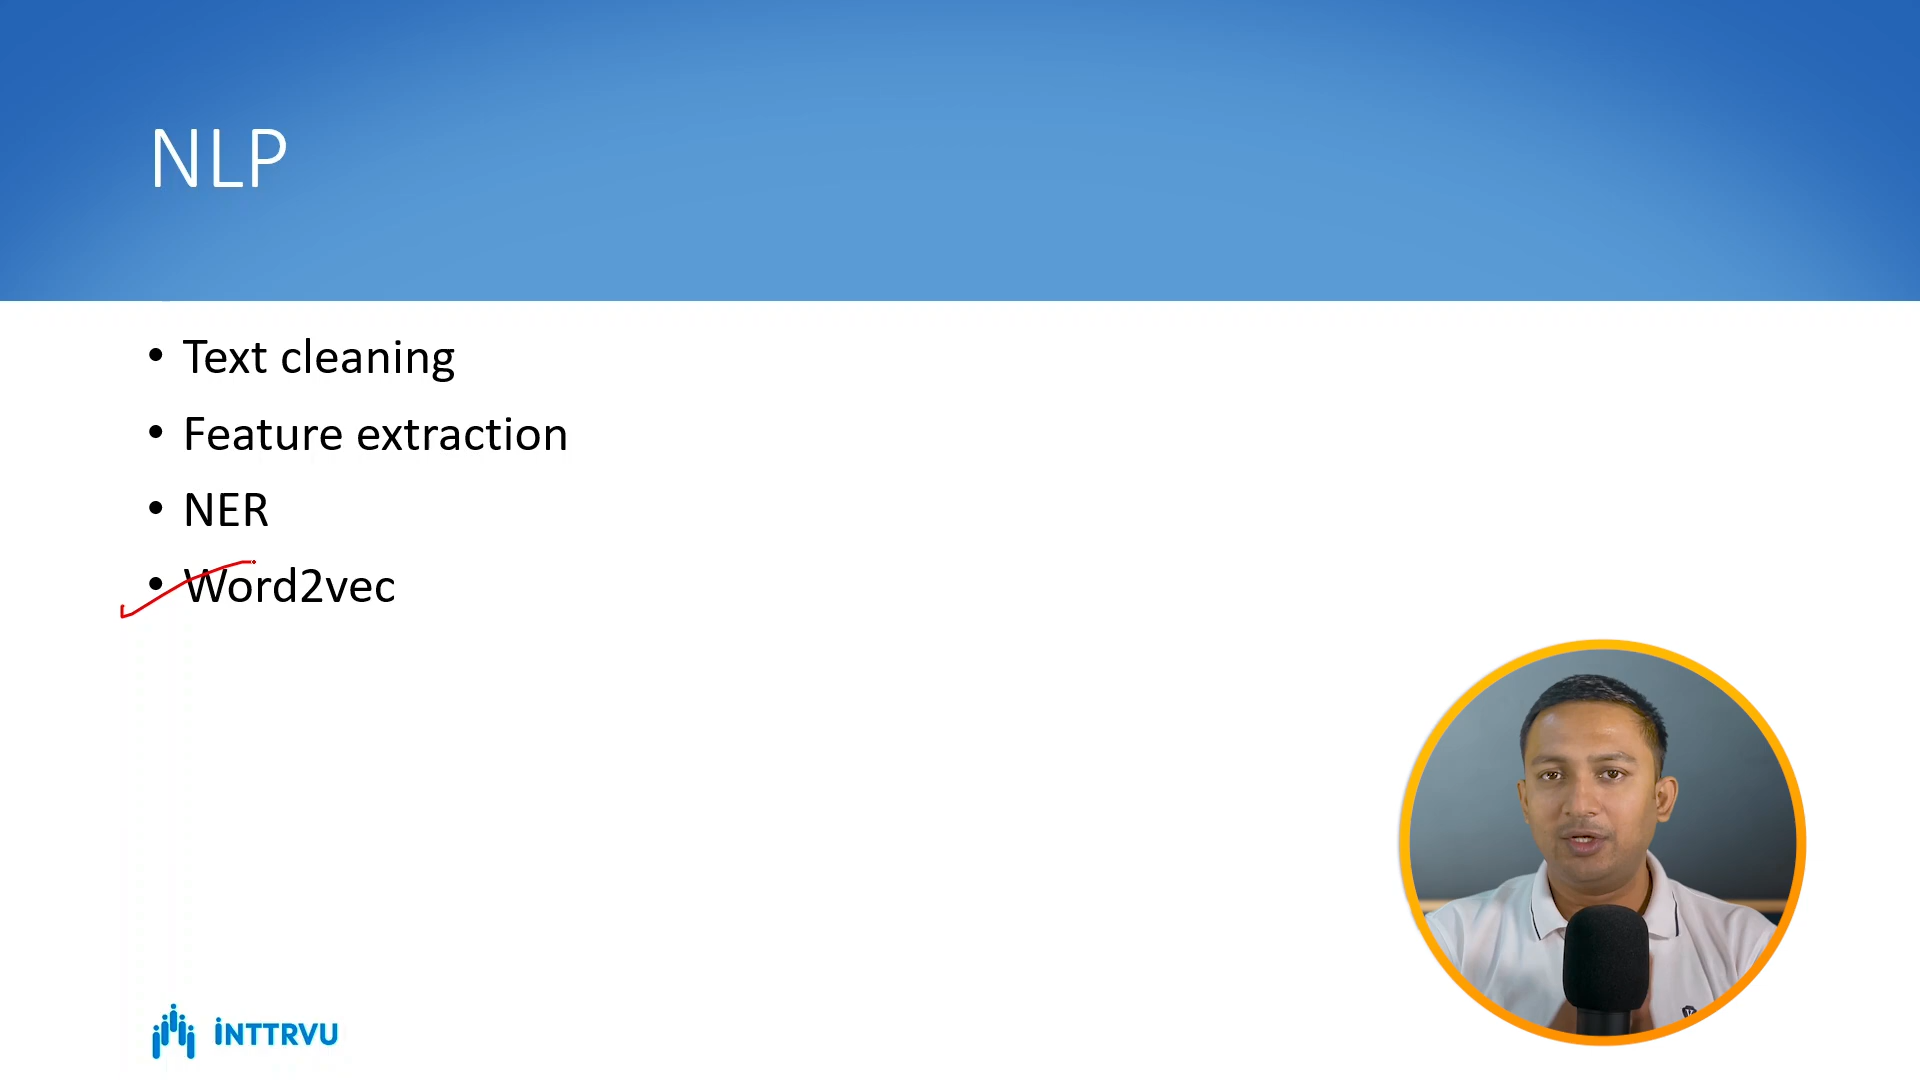 NLP
• Text cleaning
• Feature extraction
• NER
• Word2vec
INTTRVU